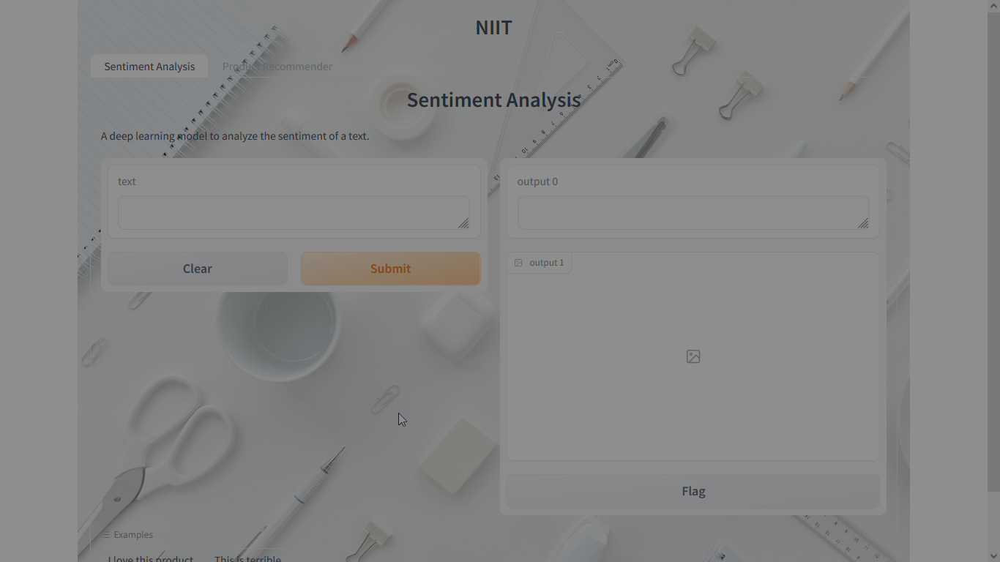 NIIT
Sentiment Analysis
Product Recommender
Sentiment Analysis
A deep learning model to analyze the sentiment of a text.
text
output 0
Clear
Submit
output 1
Flag
Examples
I love this product
This is terrible